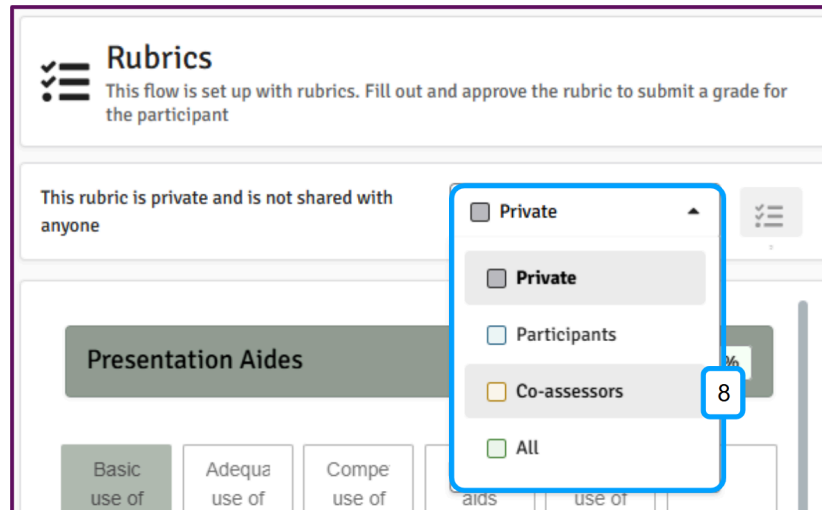 Rubrics
This flow is set up with rubrics. Fill out and approve the rubric to submit a grade for
the participant
This rubric is private and is not shared with
anyone
Private
Private
Participants
Co-assessors
All
8
Presentation Aides
%
Basic
use of
Adequa
use of
Compe
use of
aids
use of